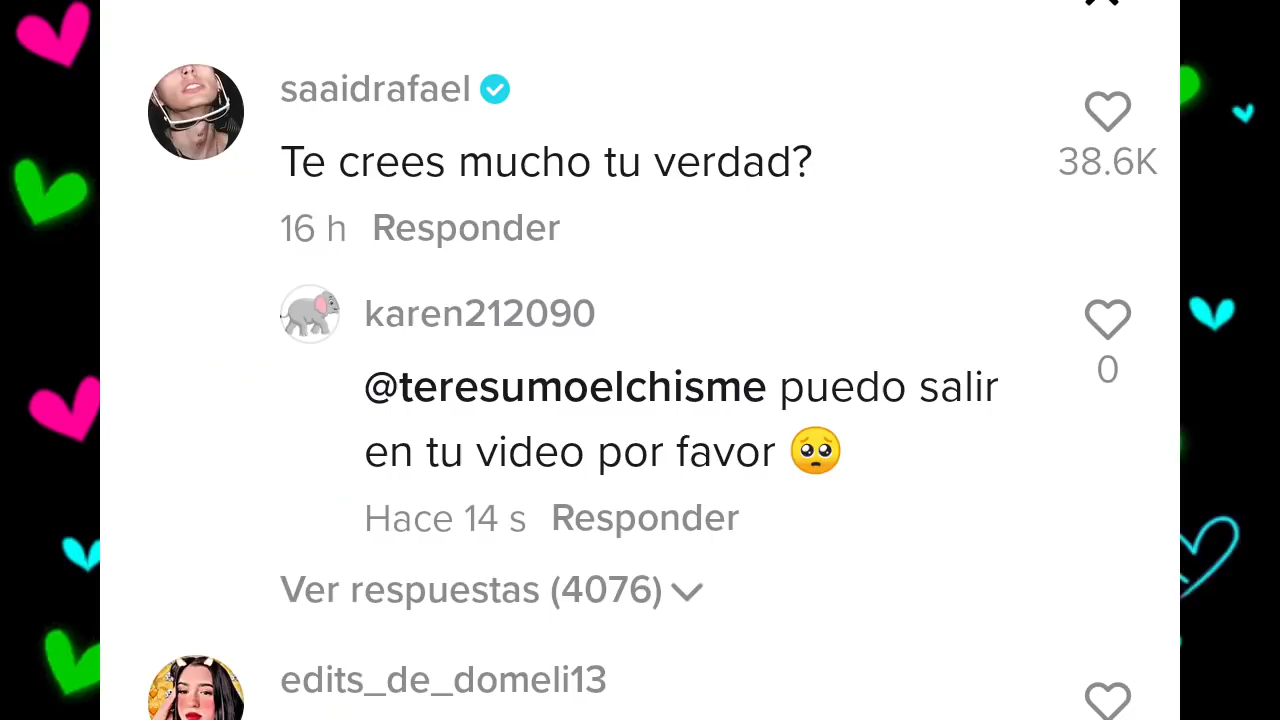 saaidrafael
Te crees mucho tu verdad?
38.6K
16 h Responder
karen212090
@teresumoelchisme puedo salir
en tu video por favor 🥺
0
Hace 14 s Responder
Ver respuestas (4076)
edits_de_domeli13